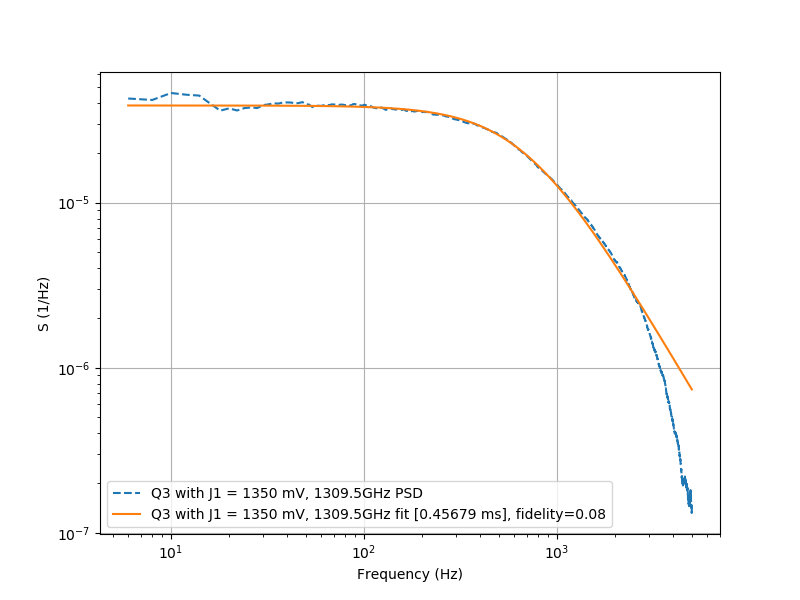 S (1/Hz)
10⁻⁵
10⁻⁶
10⁻⁷
Q3 with J1 = 1350 mV, 1309.5GHz PSD
Q3 with J1 = 1350 mV, 1309.5GHz fit [0.45679 ms], fidelity=0.08
10¹
10²
10³
Frequency (Hz)